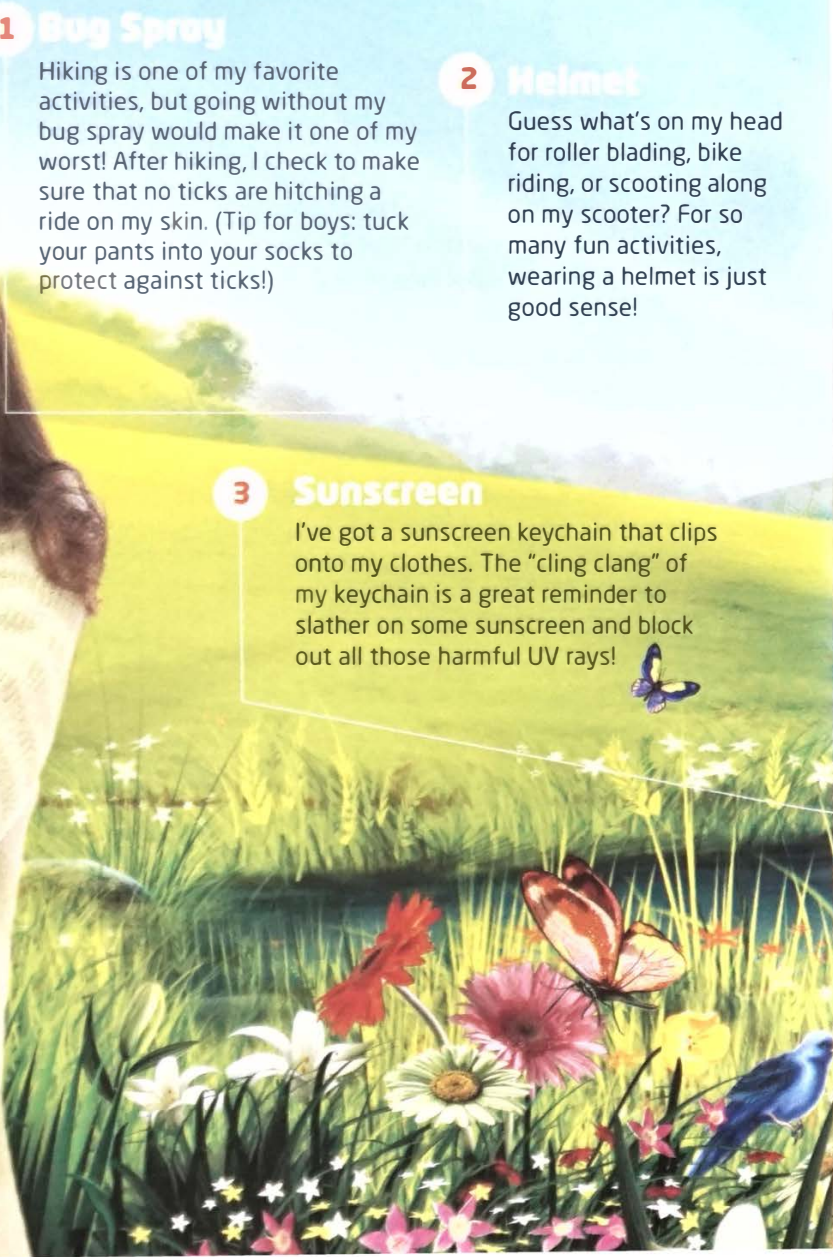 1 Bug Spray
Hiking is one of my favorite
activities, but going without my
bug spray would make it one of my
worst! After hiking, I check to make
sure that no ticks are hitching a
ride on my skin. (Tip for boys: tuck
your pants into your socks to
protect against ticks!)
2 Helmet
Guess what's on my head
for roller blading, bike
riding, or scooting along
on my scooter? For so
many fun activities,
wearing a helmet is just
good sense!
3 Sunscreen
I've got a sunscreen keychain that clips
onto my clothes. The "cling clang" of
my keychain is a great reminder to
slather on some sunscreen and block
out all those harmful UV rays!